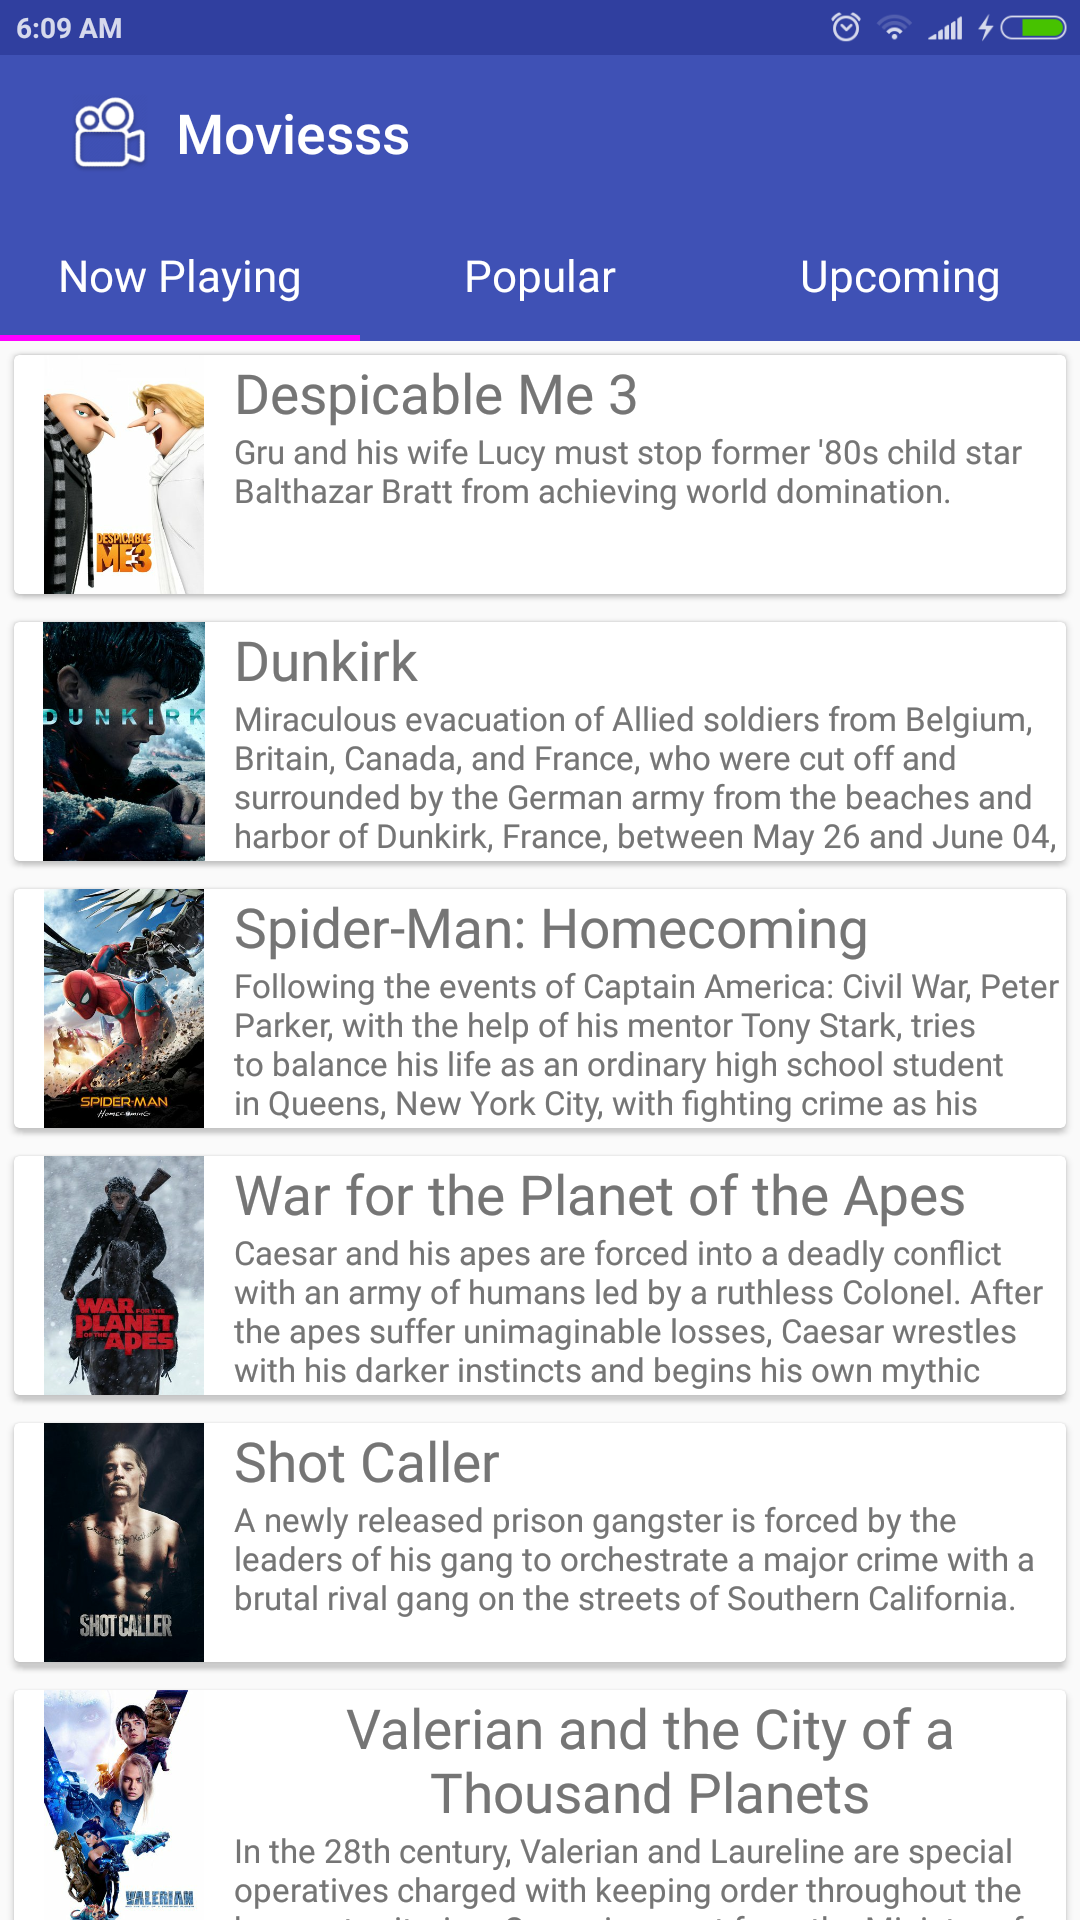 6:09 AM
Moviesss
Now Playing
Popular
Upcoming
Despicable Me 3
Gru and his wife Lucy must stop former '80s child star
Balthazar Bratt from achieving world domination.
DESPICABLE
ME3
Dunkirk
DUNKIRK
Miraculous evacuation of Allied soldiers from Belgium,
Britain, Canada, and France, who were cut off and
surrounded by the German army from the beaches and
harbor of Dunkirk, France, between May 26 and June 04,
Spider-Man: Homecoming
Following the events of Captain America: Civil War, Peter
Parker, with the help of his mentor Tony Stark, tries
to balance his life as an ordinary high school student
in Queens, New York City, with fighting crime as his
SPIDER-MAN
HOMECOMING
War for the Planet of the Apes
Caesar and his apes are forced into a deadly conflict
with an army of humans led by a ruthless Colonel. After
the apes suffer unimaginable losses, Caesar wrestles
with his darker instincts and begins his own mythic
WAR FOR THE
PLANET
OF THE APES
Shot Caller
A newly released prison gangster is forced by the
leaders of his gang to orchestrate a major crime with a
brutal rival gang on the streets of Southern California.
SHOT CALLER
Valerian and the City of a
Thousand Planets
In the 28th century, Valerian and Laureline are special
operatives charged with keeping order throughout the
VALERIAN